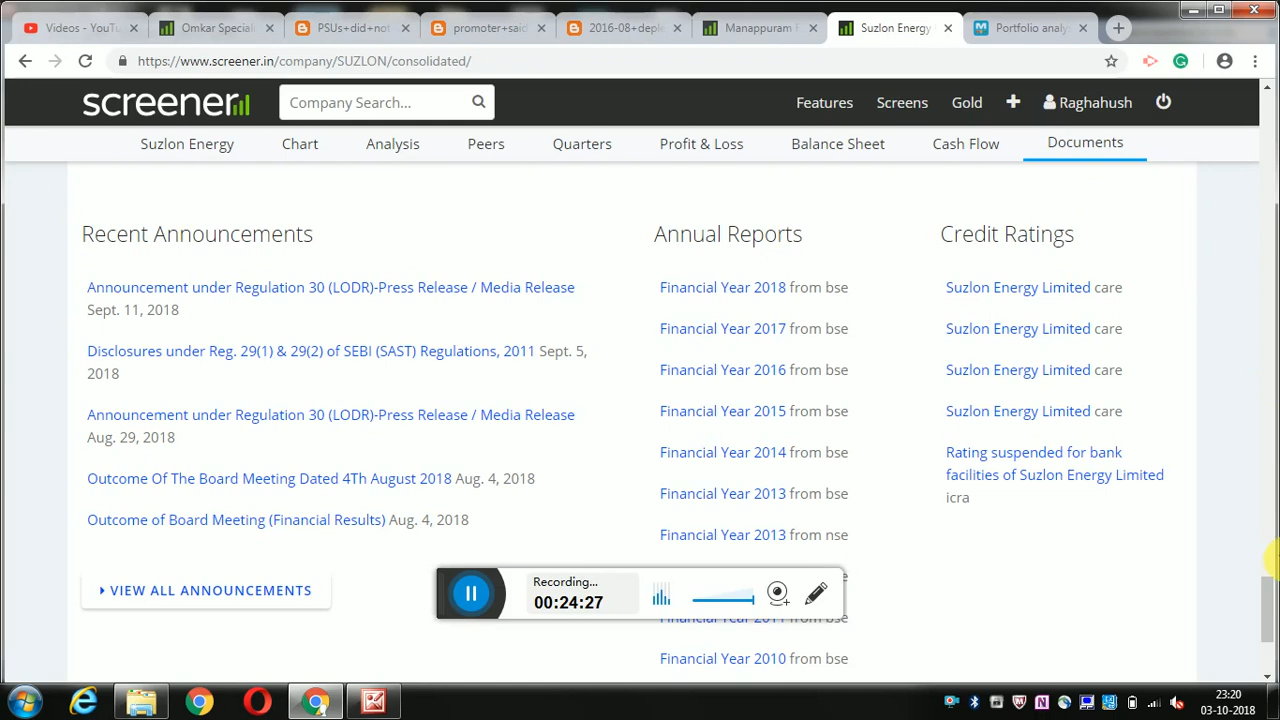 Videos - YouTu
Omkar Speciali
PSUs+did+not
promoter+said
2016-08+deple
Manappuram F
Suzlon Energy
Portfolio analy
https://www.screener.in/company/SUZLON/consolidated/
screener
Company Search...
Features
Screens
Gold
Raghahush
Suzlon Energy
Chart
Analysis
Peers
Quarters
Profit & Loss
Balance Sheet
Cash Flow
Documents
Recent Announcements
Announcement under Regulation 30 (LODR)-Press Release / Media Release
Sept. 11, 2018
Disclosures under Reg. 29(1) & 29(2) of SEBI (SAST) Regulations, 2011 Sept. 5,
2018
Announcement under Regulation 30 (LODR)-Press Release / Media Release
Aug. 29, 2018
Outcome Of The Board Meeting Dated 4Th August 2018 Aug. 4, 2018
Outcome of Board Meeting (Financial Results) Aug. 4, 2018
VIEW ALL ANNOUNCEMENTS
Annual Reports
Financial Year 2018 from bse
Financial Year 2017 from bse
Financial Year 2016 from bse
Financial Year 2015 from bse
Financial Year 2014 from bse
Financial Year 2013 from bse
Financial Year 2013 from nse
Financial Year 2011 from bse
Financial Year 2010 from bse
Credit Ratings
Suzlon Energy Limited care
Suzlon Energy Limited care
Suzlon Energy Limited care
Suzlon Energy Limited care
Rating suspended for bank
facilities of Suzlon Energy Limited
icra
Recording...
00:24:27
23:20
03-10-2018